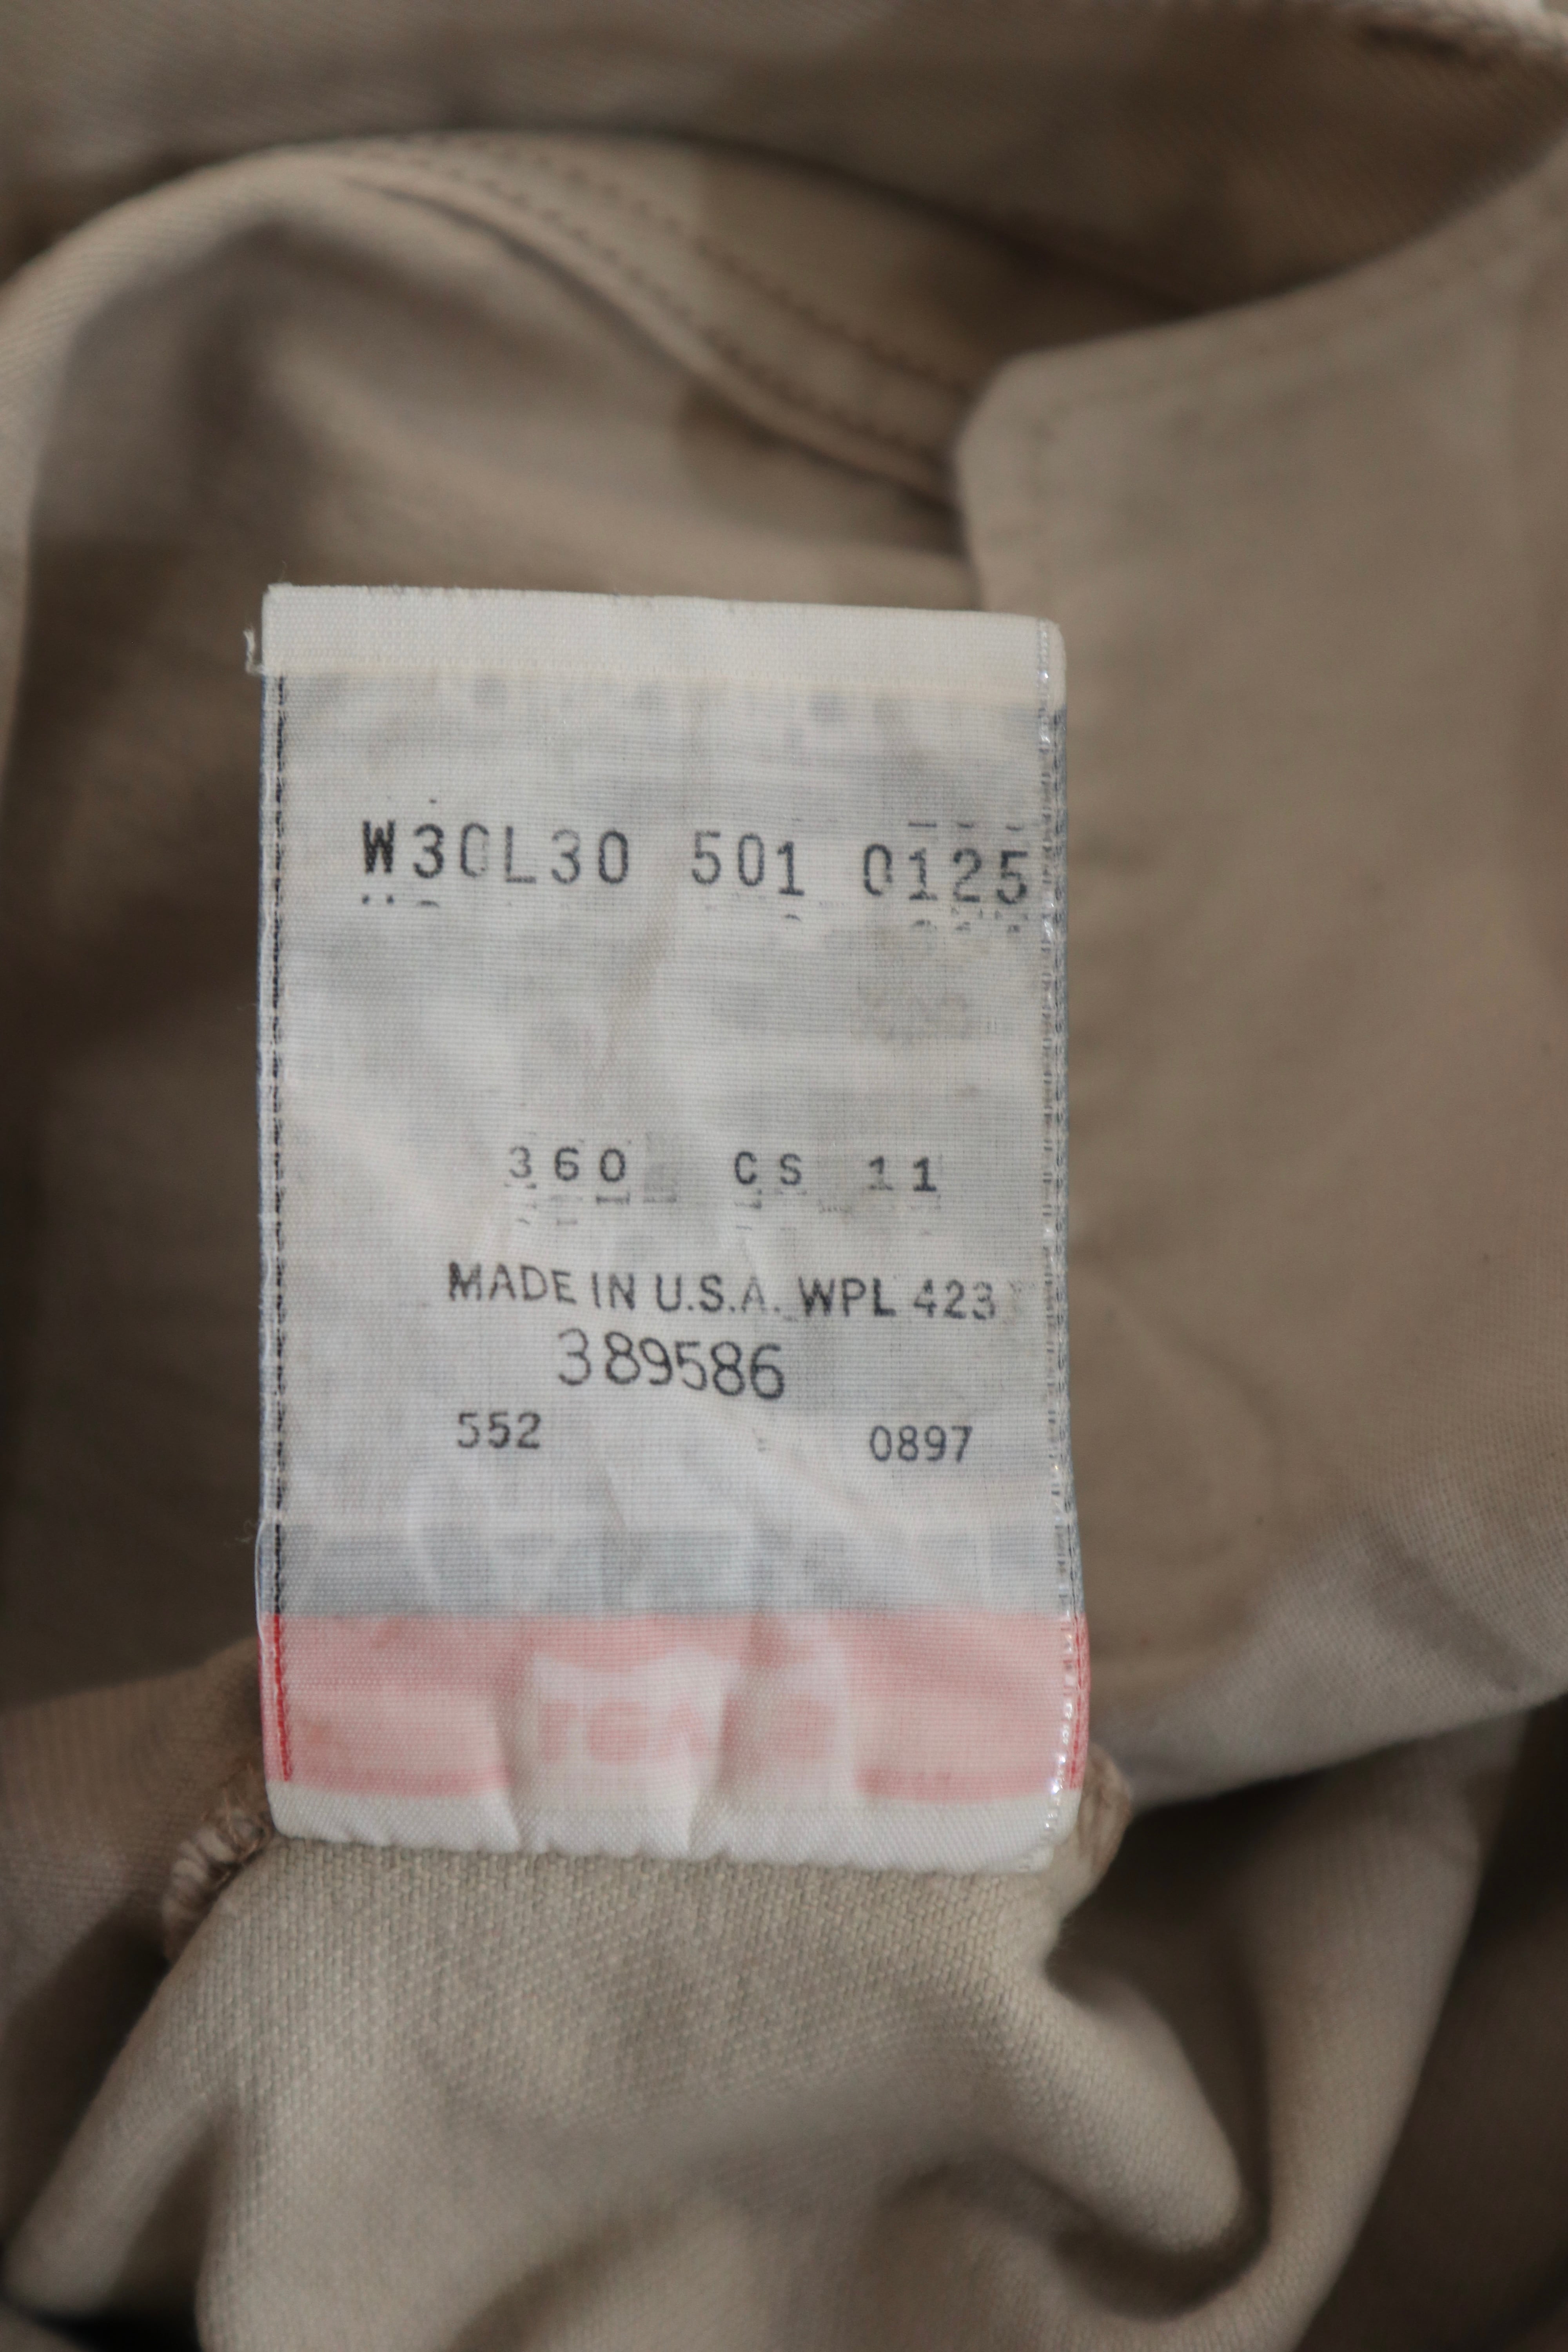 W30L30 501 0125
360 CS 11
MADE IN U.S.A. WPL 423
389586
552 0897